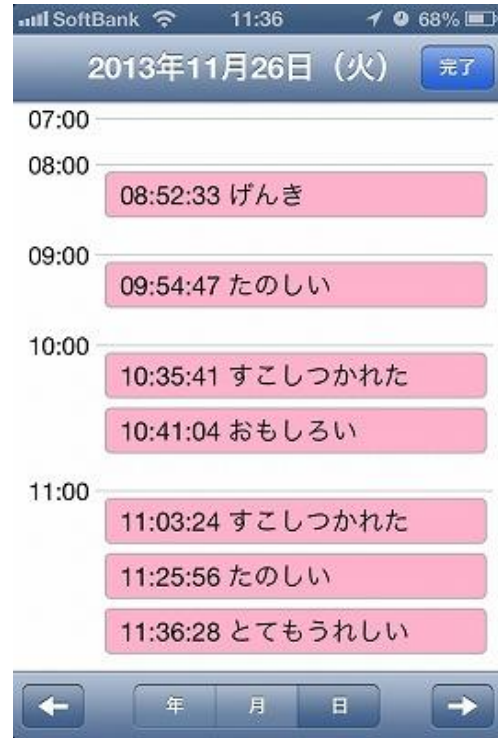 SoftBank 11:36 68%
2013年11月26日（火） 完了
07:00
08:00
08:52:33 げんき
09:00
09:54:47 たのしい
10:00
10:35:41 すこしつかれた
10:41:04 おもしろい
11:00
11:03:24 すこしつかれた
11:25:56 たのしい
11:36:28 とてもうれしい
年 月 日